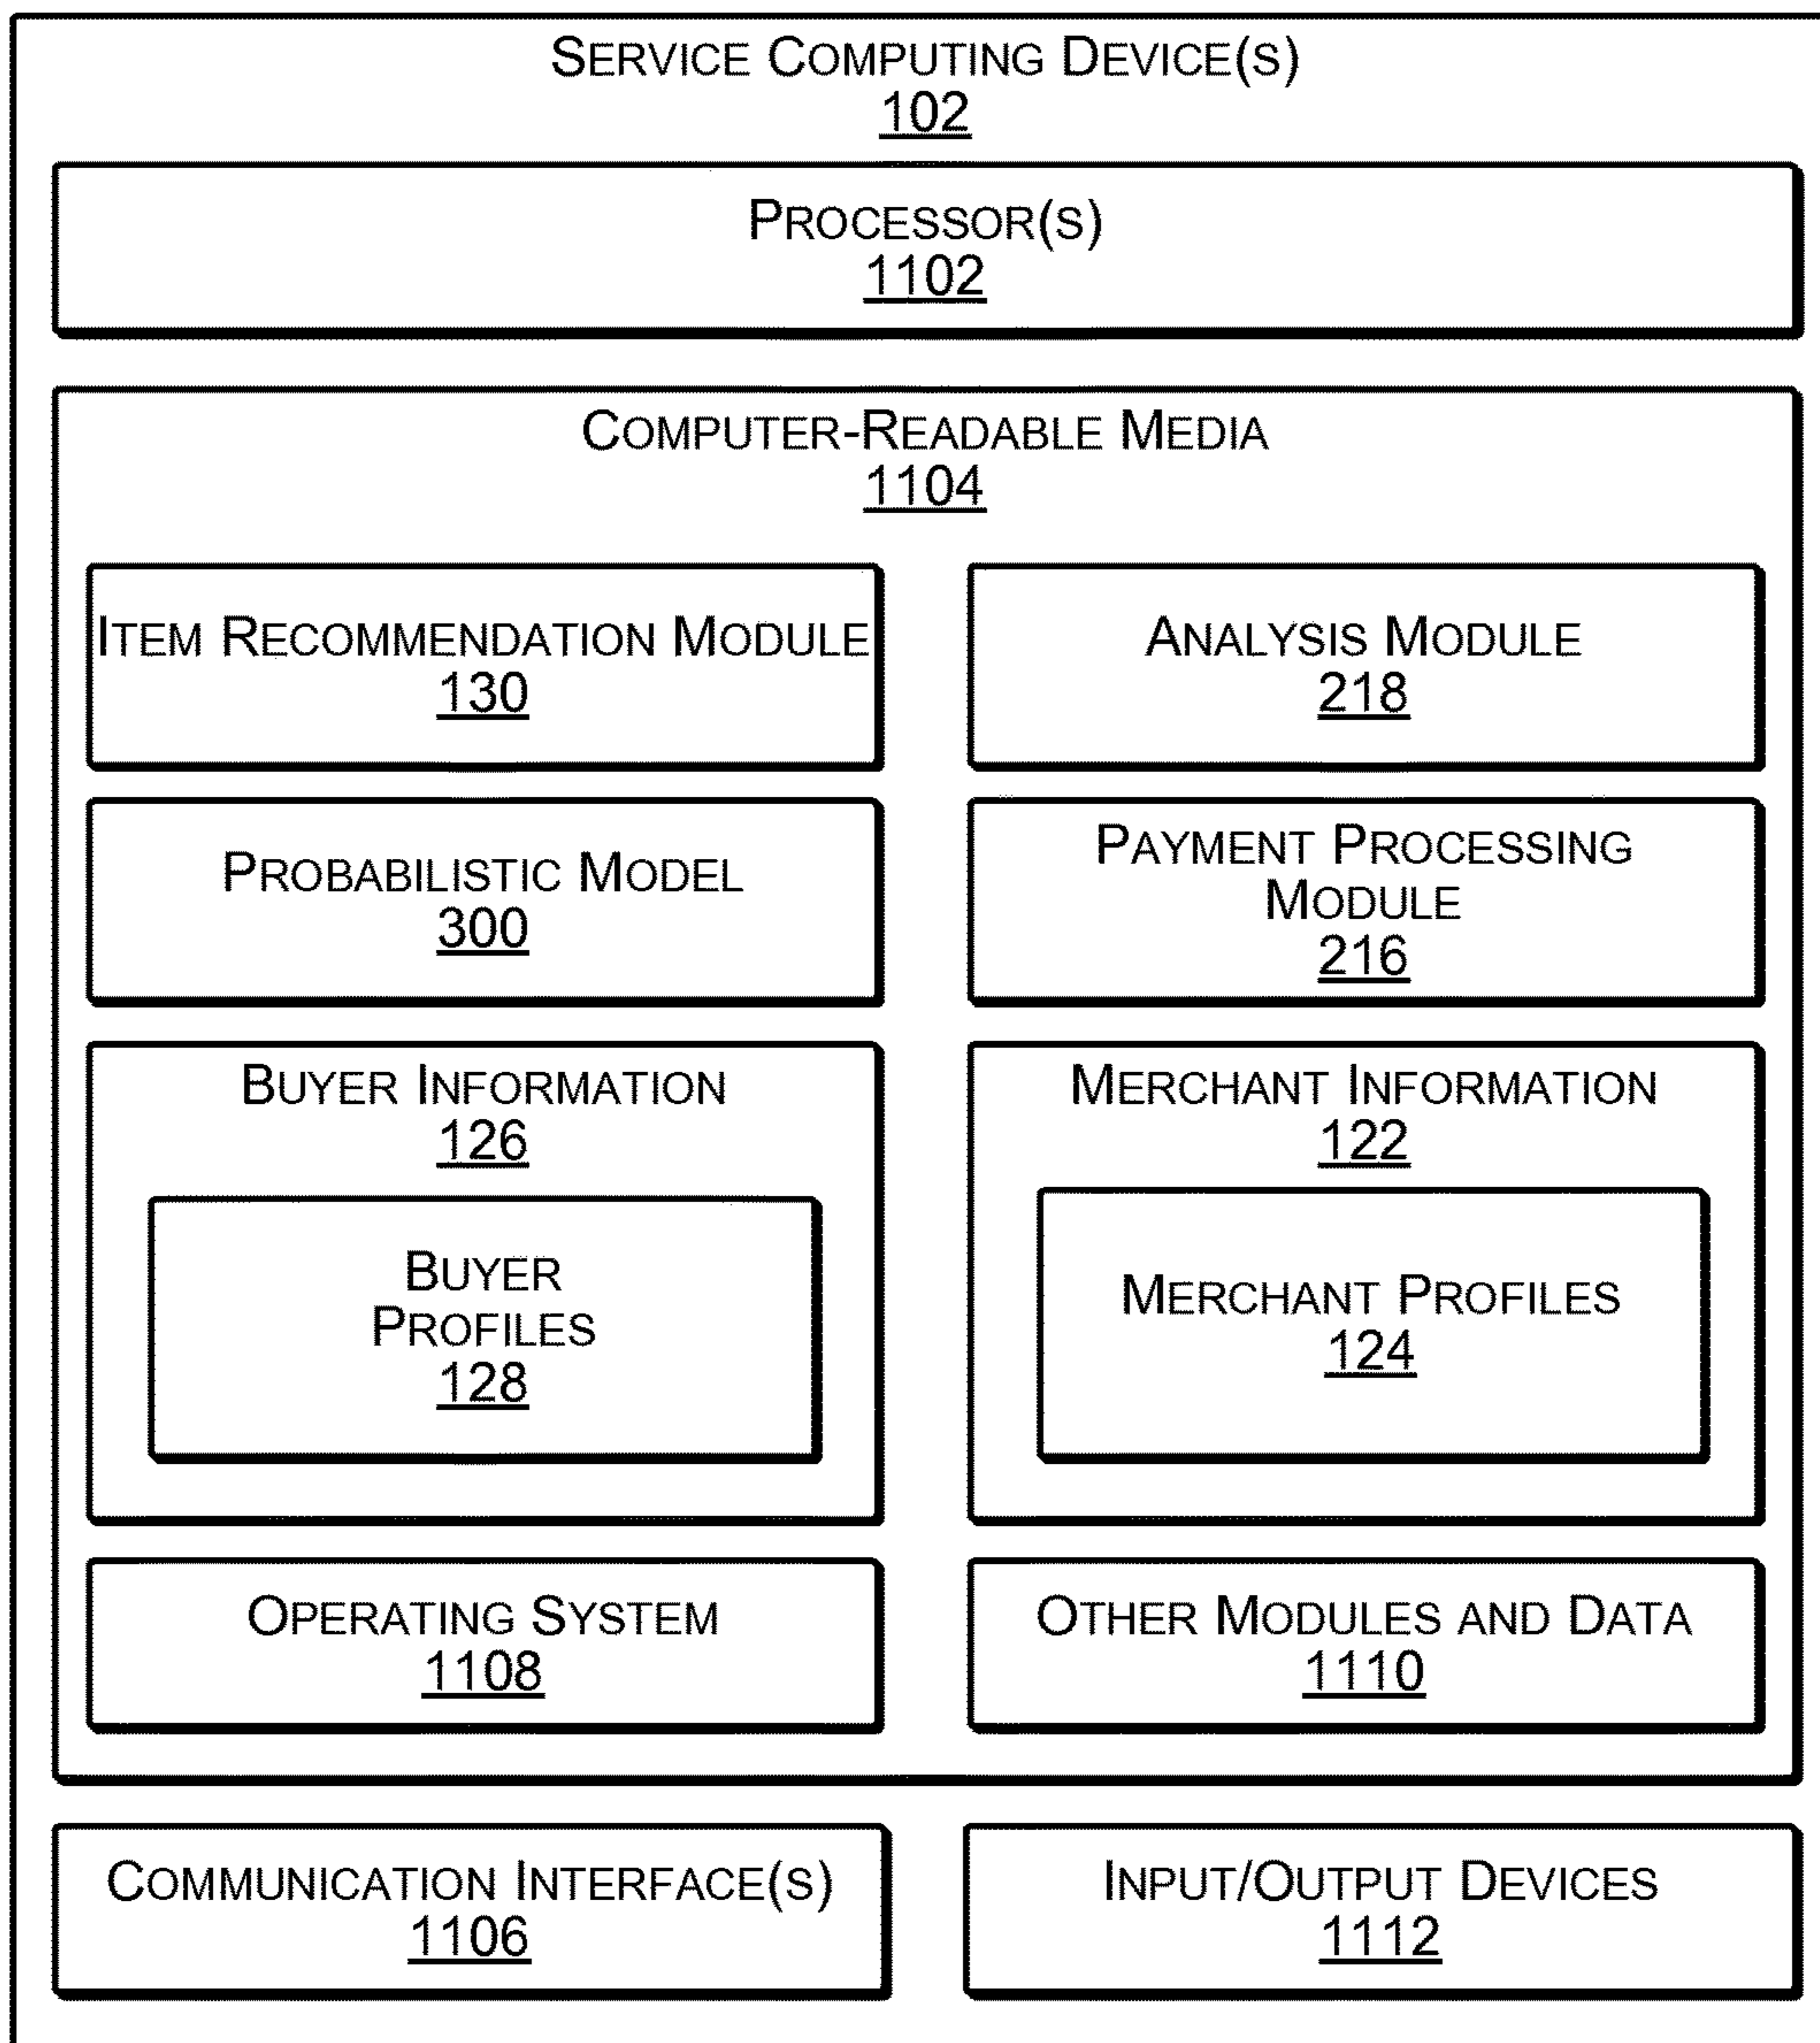 SERVICE COMPUTING DEVICE(S)
102
PROCESSOR(S)
1102
COMPUTER-READABLE MEDIA
1104
ITEM RECOMMENDATION MODULE
130
ANALYSIS MODULE
218
PROBABILISTIC MODEL
300
PAYMENT PROCESSING
MODULE
216
BUYER INFORMATION
126
BUYER
PROFILES
128
MERCHANT INFORMATION
122
MERCHANT PROFILES
124
OPERATING SYSTEM
1108
OTHER MODULES AND DATA
1110
COMMUNICATION INTERFACE(S)
1106
INPUT/OUTPUT DEVICES
1112